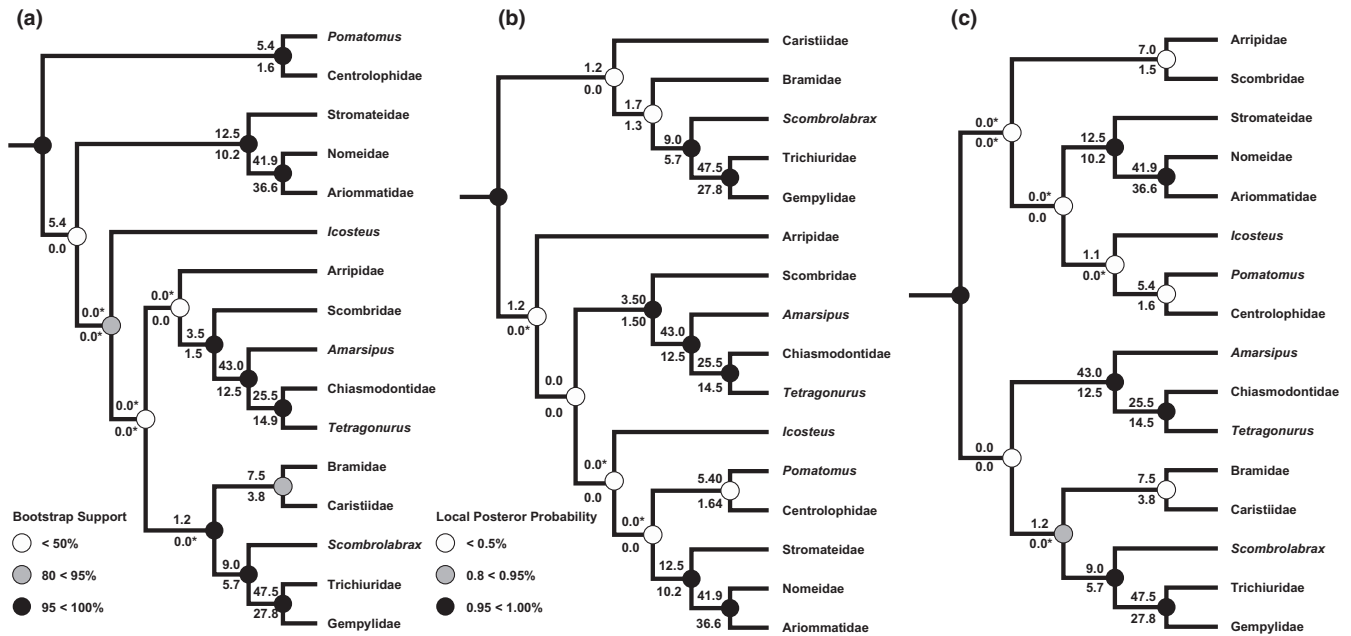 (a)
Pomatomus
5.4
1.6
Centrolophidae
Stromateidae
12.5
10.2
Nomeidae
41.9
36.6
Ariommatidae
5.4
0.0
Icosteus
0.0*
0.0*
Arripidae
0.0*
0.0
Scombridae
3.5
1.5
Amarsipus
43.0
12.5
Chiasmodontidae
25.5
14.9
Tetragonurus
0.0*
0.0*
Bramidae
7.5
3.8
Caristiidae
1.2
0.0*
Scombrolabrax
9.0
5.7
Trichiuridae
47.5
27.8
Gempylidae
Bootstrap Support
< 50%
80 < 95%
95 < 100%
(b)
Caristiidae
1.2
0.0
Bramidae
1.7
1.3
Scombrolabrax
9.0
5.7
Trichiuridae
47.5
27.8
Gempylidae
Arripidae
1.2
0.0*
Scombridae
3.50
1.50
Amarsipus
43.0
12.5
Chiasmodontidae
25.5
14.5
Tetragonurus
0.0
0.0
Icosteus
0.0*
0.0
Pomatomus
5.40
1.64
Centrolophidae
0.0*
0.0
Stromateidae
12.5
10.2
Nomeidae
41.9
36.6
Ariommatidae
Local Posteror Probability
< 0.5%
0.8 < 0.95%
0.95 < 1.00%
(c)
Arripidae
7.0
1.5
Scombridae
0.0*
0.0*
Stromateidae
12.5
10.2
Nomeidae
41.9
36.6
Ariommatidae
0.0*
0.0
Icosteus
1.1
0.0*
Pomatomus
5.4
1.6
Centrolophidae
Amarsipus
43.0
12.5
Chiasmodontidae
25.5
14.5
Tetragonurus
0.0
0.0
Bramidae
7.5
3.8
Caristiidae
1.2
0.0*
Scombrolabrax
9.0
5.7
Trichiuridae
47.5
27.8
Gempylidae